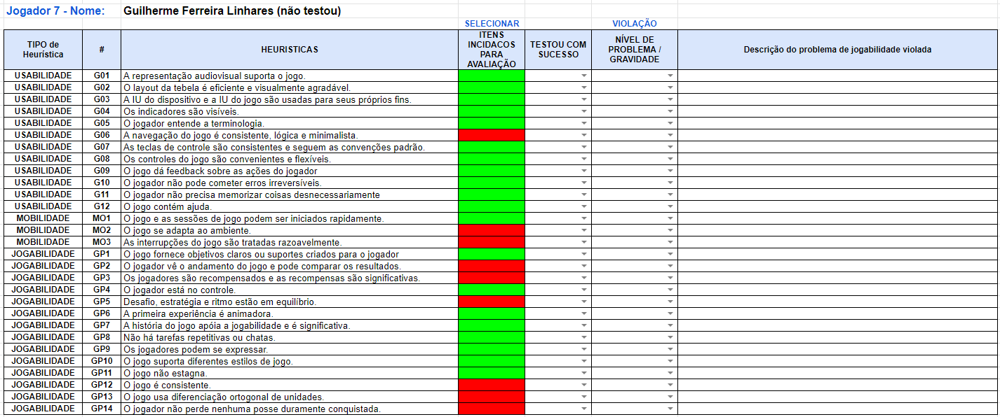 Jogador 7 - Nome: Guilherme Ferreira Linhares (não testou)
SELECIONAR VIOLAÇÃO
TIPO de Heurística # HEURISTICAS ITENS INCIDACOS PARA AVALIAÇÃO TESTOU COM SUCESSO NÍVEL DE PROBLEMA / GRAVIDADE Descrição do problema de jogabilidade violada
USABILIDADE G01 A representação audiovisual suporta o jogo.
USABILIDADE G02 O layout da tebela é eficiente e visualmente agradável.
USABILIDADE G03 A IU do dispositivo e a IU do jogo são usadas para seus próprios fins.
USABILIDADE G04 Os indicadores são visíveis.
USABILIDADE G05 O jogador entende a terminologia.
USABILIDADE G06 A navegação do jogo é consistente, lógica e minimalista.
USABILIDADE G07 As teclas de controle são consistentes e seguem as convenções padrão.
USABILIDADE G08 Os controles do jogo são convenientes e flexíveis.
USABILIDADE G09 O jogo dá feedback sobre as ações do jogador
USABILIDADE G10 O jogador não pode cometer erros irreversíveis.
USABILIDADE G11 O jogador não precisa memorizar coisas desnecessariamente
USABILIDADE G12 O jogo contém ajuda.
MOBILIDADE MO1 O jogo e as sessões de jogo podem ser iniciados rapidamente.
MOBILIDADE MO2 O jogo se adapta ao ambiente.
MOBILIDADE MO3 As interrupções do jogo são tratadas razoavelmente.
JOGABILIDADE GP1 O jogo fornece objetivos claros ou suportes criados para o jogador
JOGABILIDADE GP2 O jogador vê o andamento do jogo e pode comparar os resultados.
JOGABILIDADE GP3 Os jogadores são recompensados e as recompensas são significativas.
JOGABILIDADE GP4 O jogador está no controle.
JOGABILIDADE GP5 Desafio, estratégia e ritmo estão em equilíbrio.
JOGABILIDADE GP6 A primeira experiência é animadora.
JOGABILIDADE GP7 A história do jogo apóia a jogabilidade e é significativa.
JOGABILIDADE GP8 Não há tarefas repetitivas ou chatas.
JOGABILIDADE GP9 Os jogadores podem se expressar.
JOGABILIDADE GP10 O jogo suporta diferentes estilos de jogo.
JOGABILIDADE GP11 O jogo não estagna.
JOGABILIDADE GP12 O jogo é consistente.
JOGABILIDADE GP13 O jogo usa diferenciação ortogonal de unidades.
JOGABILIDADE GP14 O jogador não perde nenhuma posse duramente conquistada.